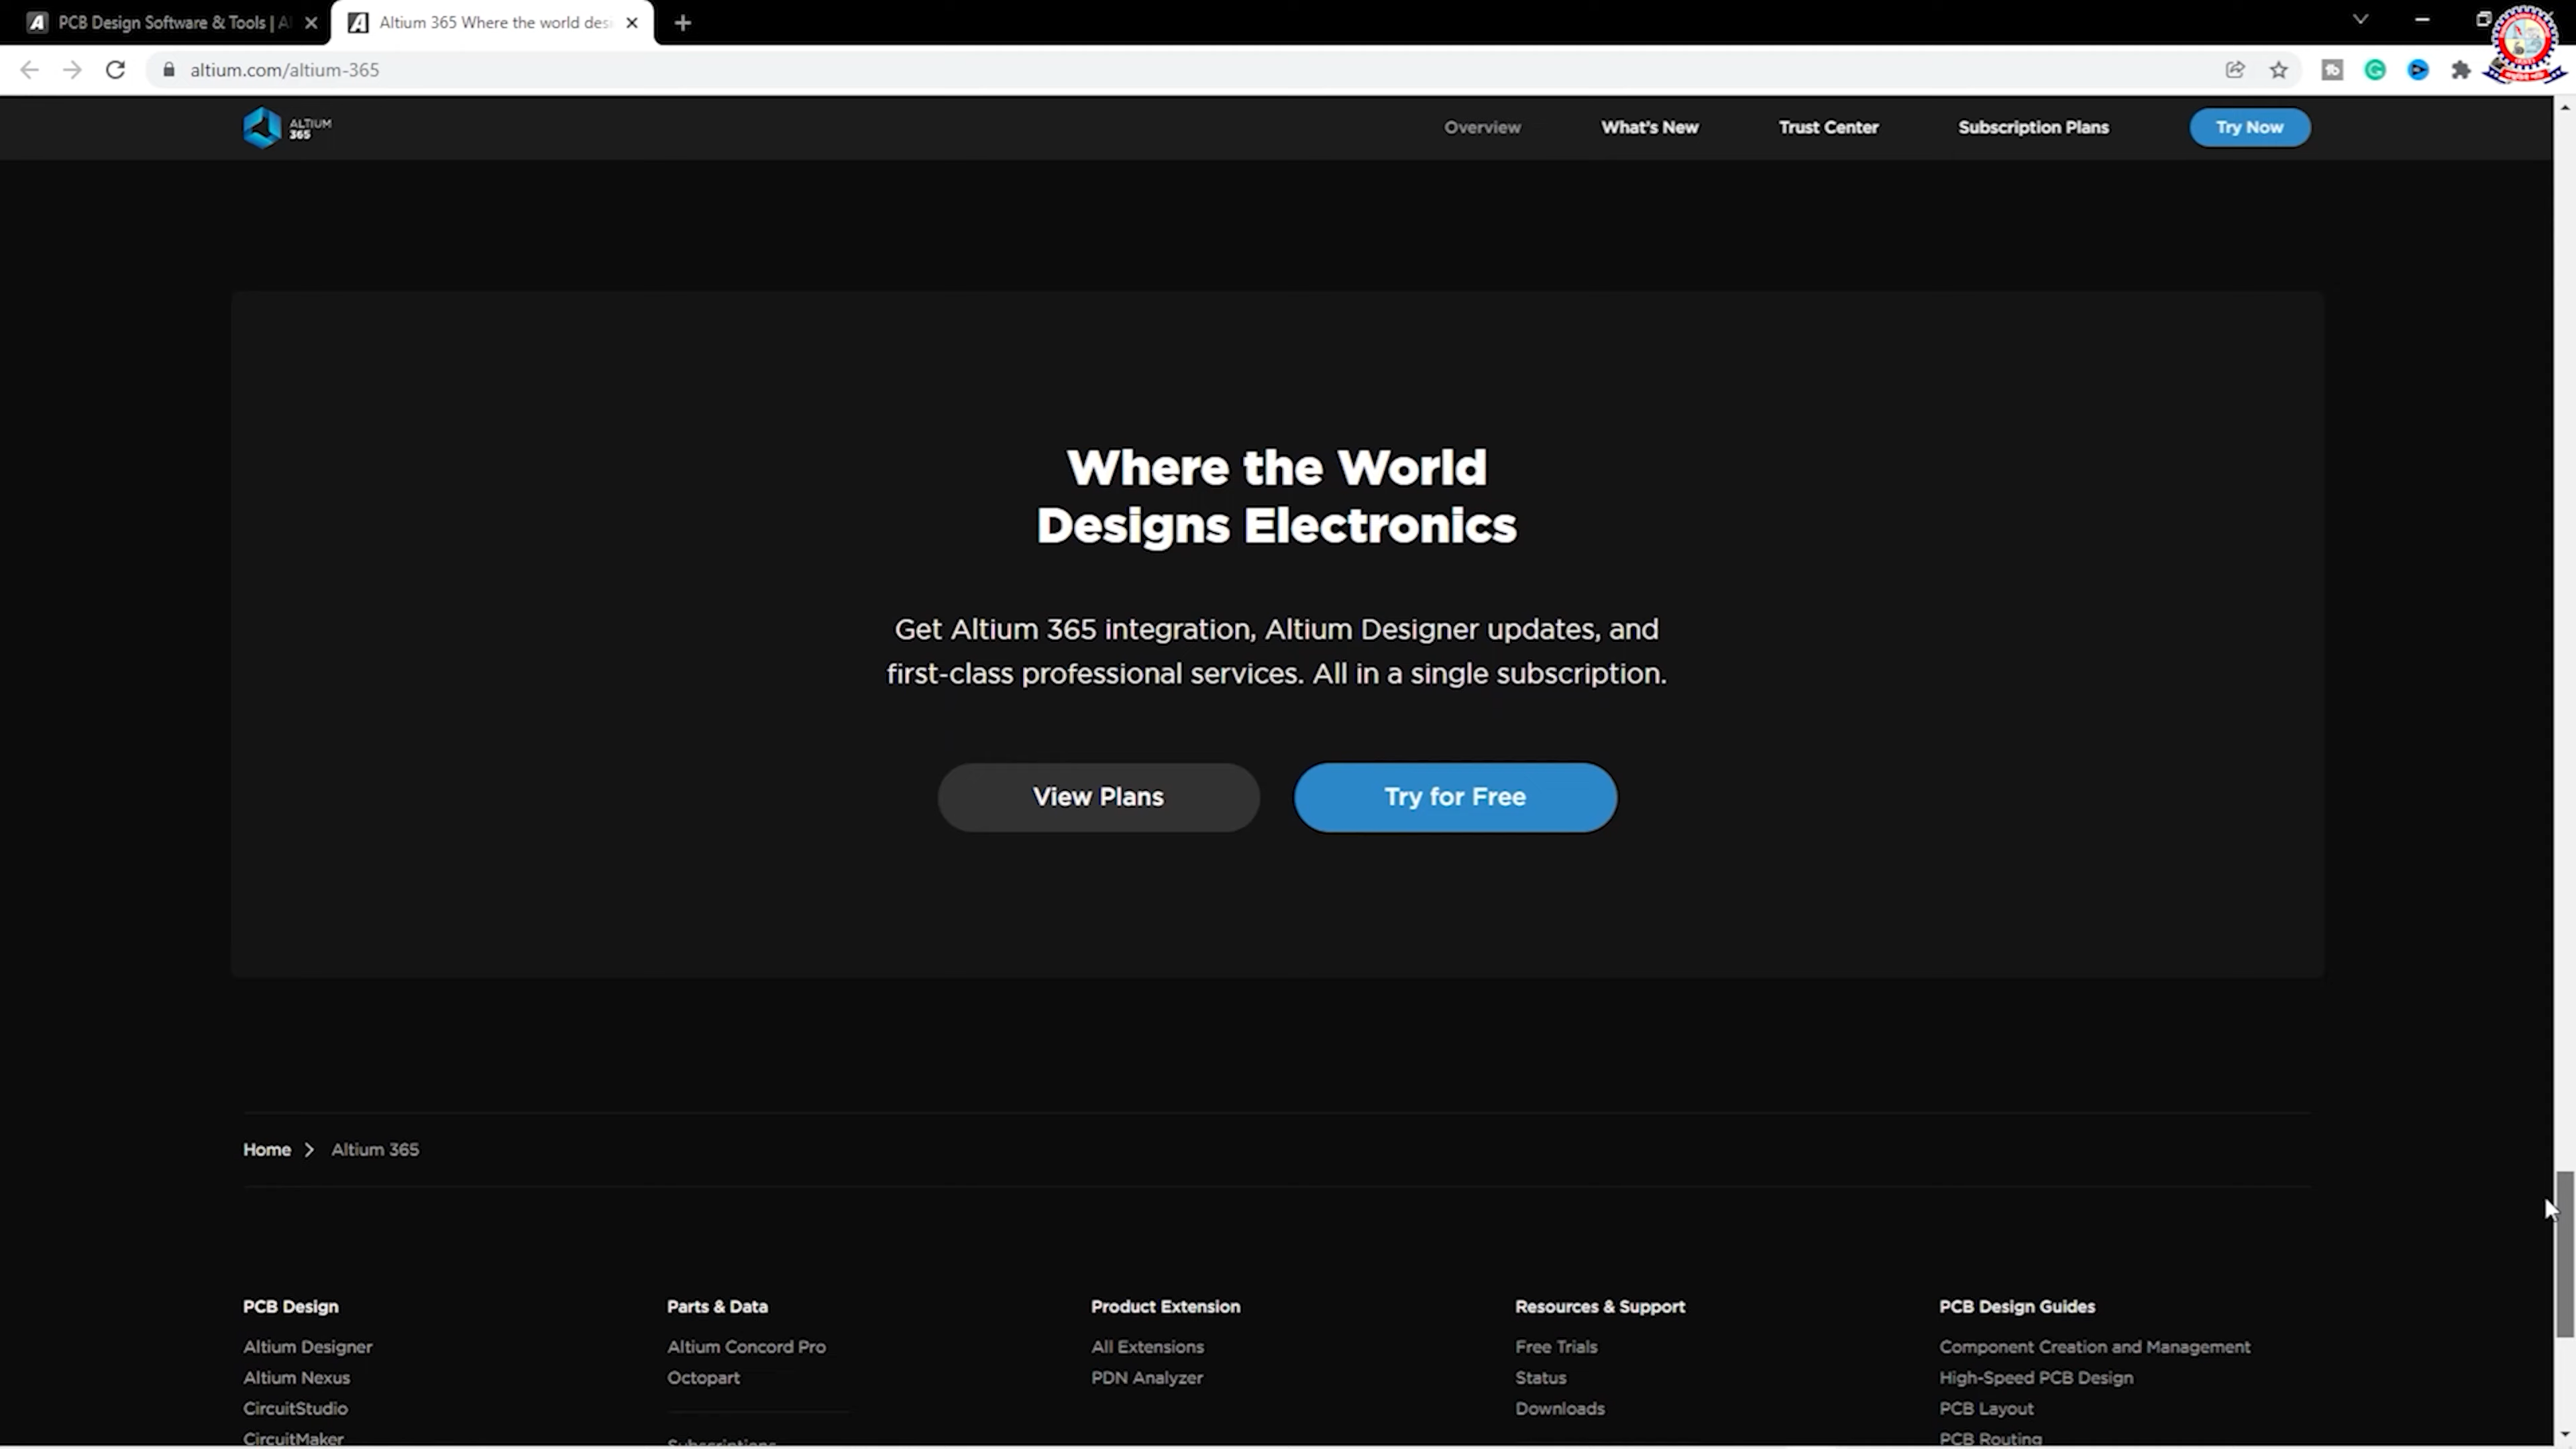 PCB Design Software & Tools | A
Altium 365 Where the world des
altium.com/altium-365
ALTIUM
365
Overview
What's New
Trust Center
Subscription Plans
Try Now
Where the World
Designs Electronics
Get Altium 365 integration, Altium Designer updates, and
first-class professional services. All in a single subscription.
View Plans
Try for Free
Home
Altium 365
PCB Design
Altium Designer
Altium Nexus
CircuitStudio
CircuitMaker
Parts & Data
Altium Concord Pro
Octopart
Subscriptions
Product Extension
All Extensions
PDN Analyzer
Resources & Support
Free Trials
Status
Downloads
PCB Design Guides
Component Creation and Management
High-Speed PCB Design
PCB Layout
PCB Routing